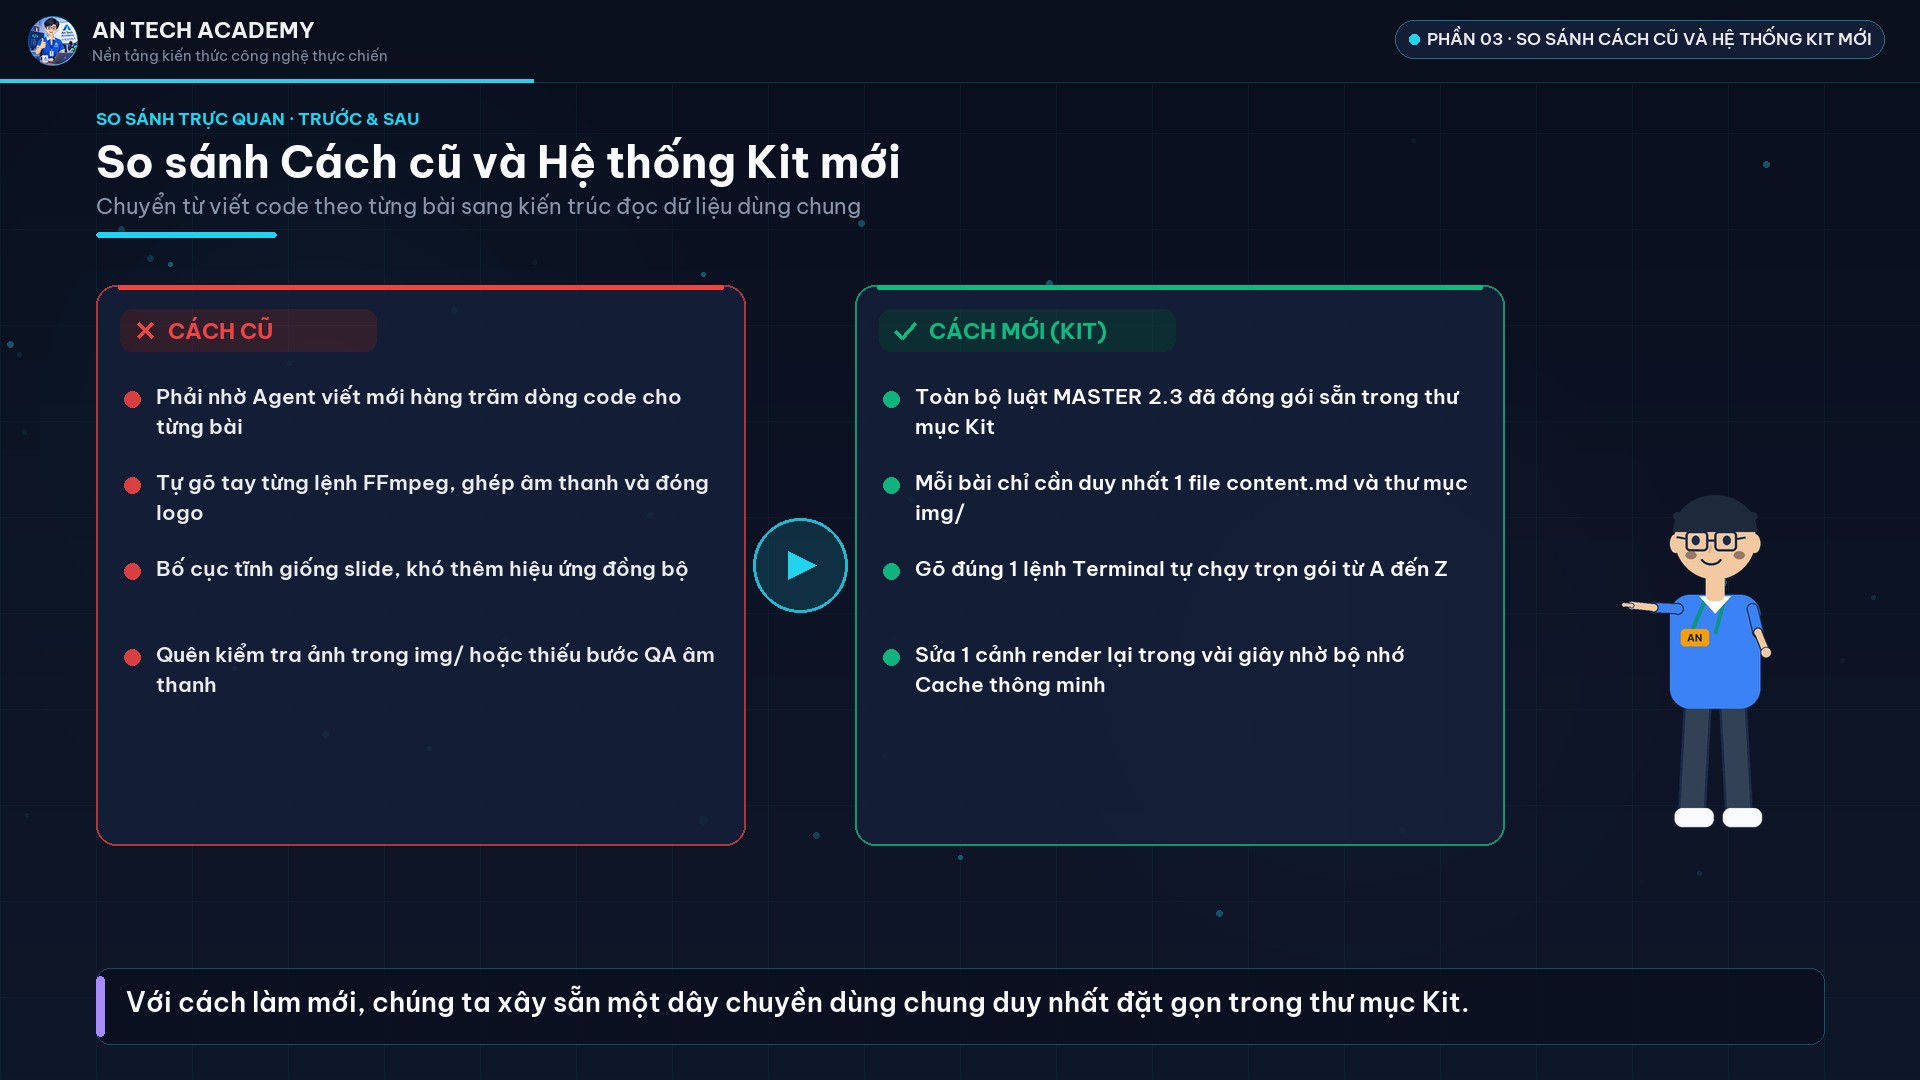 AN TECH ACADEMY
Nền tảng kiến thức công nghệ thực chiến
PHẦN 03 · SO SÁNH CÁCH CŨ VÀ HỆ THỐNG KIT MỚI
SO SÁNH TRỰC QUAN · TRƯỚC & SAU
So sánh Cách cũ và Hệ thống Kit mới
Chuyển từ viết code theo từng bài sang kiến trúc đọc dữ liệu dùng chung
CÁCH CŨ
Phải nhờ Agent viết mới hàng trăm dòng code cho
từng bài
Tự gõ tay từng lệnh FFmpeg, ghép âm thanh và đóng
logo
Bố cục tĩnh giống slide, khó thêm hiệu ứng đồng bộ
Quên kiểm tra ảnh trong img/ hoặc thiếu bước QA âm
thanh
CÁCH MỚI (KIT)
Toàn bộ luật MASTER 2.3 đã đóng gói sẵn trong thư
mục Kit
Mỗi bài chỉ cần duy nhất 1 file content.md và thư mục
img/
Gõ đúng 1 lệnh Terminal tự chạy trọn gói từ A đến Z
Sửa 1 cảnh render lại trong vài giây nhờ bộ nhớ
Cache thông minh
AN
Với cách làm mới, chúng ta xây sẵn một dây chuyền dùng chung duy nhất đặt gọn trong thư mục Kit.